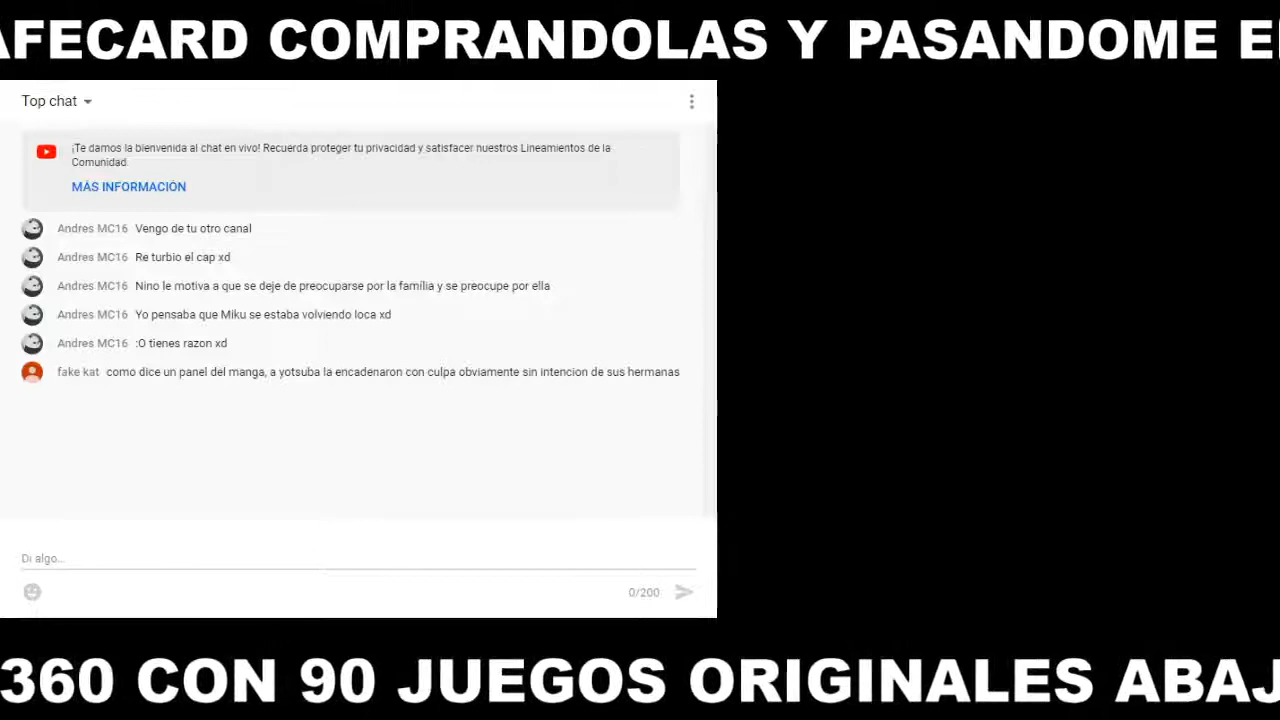 AFECARD COMPRANDOLAS Y PASANDOME E
Top chat
¡Te damos la bienvenida al chat en vivo! Recuerda proteger tu privacidad y satisfacer nuestros Lineamientos de la
Comunidad.
MÁS INFORMACIÓN
Andres MC16 Vengo de tu otro canal
Andres MC16 Re turbio el cap xd
Andres MC16 Nino le motiva a que se deje de preocuparse por la família y se preocupe por ella
Andres MC16 Yo pensaba que Miku se estaba volviendo loca xd
Andres MC16 :O tienes razon xd
fake kat como dice un panel del manga, a yotsuba la encadenaron con culpa obviamente sin intencion de sus hermanas
Di algo...
0/200
360 CON 90 JUEGOS ORIGINALES ABAJ